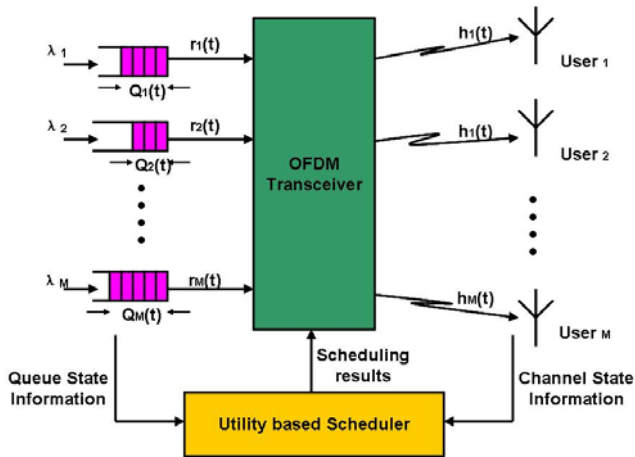 λ 1
r1(t)
h1(t)
User 1
Q1(t)
λ 2
r2(t)
h1(t)
User 2
Q2(t)
OFDM
Transceiver
λ M
rM(t)
hM(t)
User M
QM(t)
Queue State
Information
Scheduling
results
Channel State
Information
Utility based Scheduler